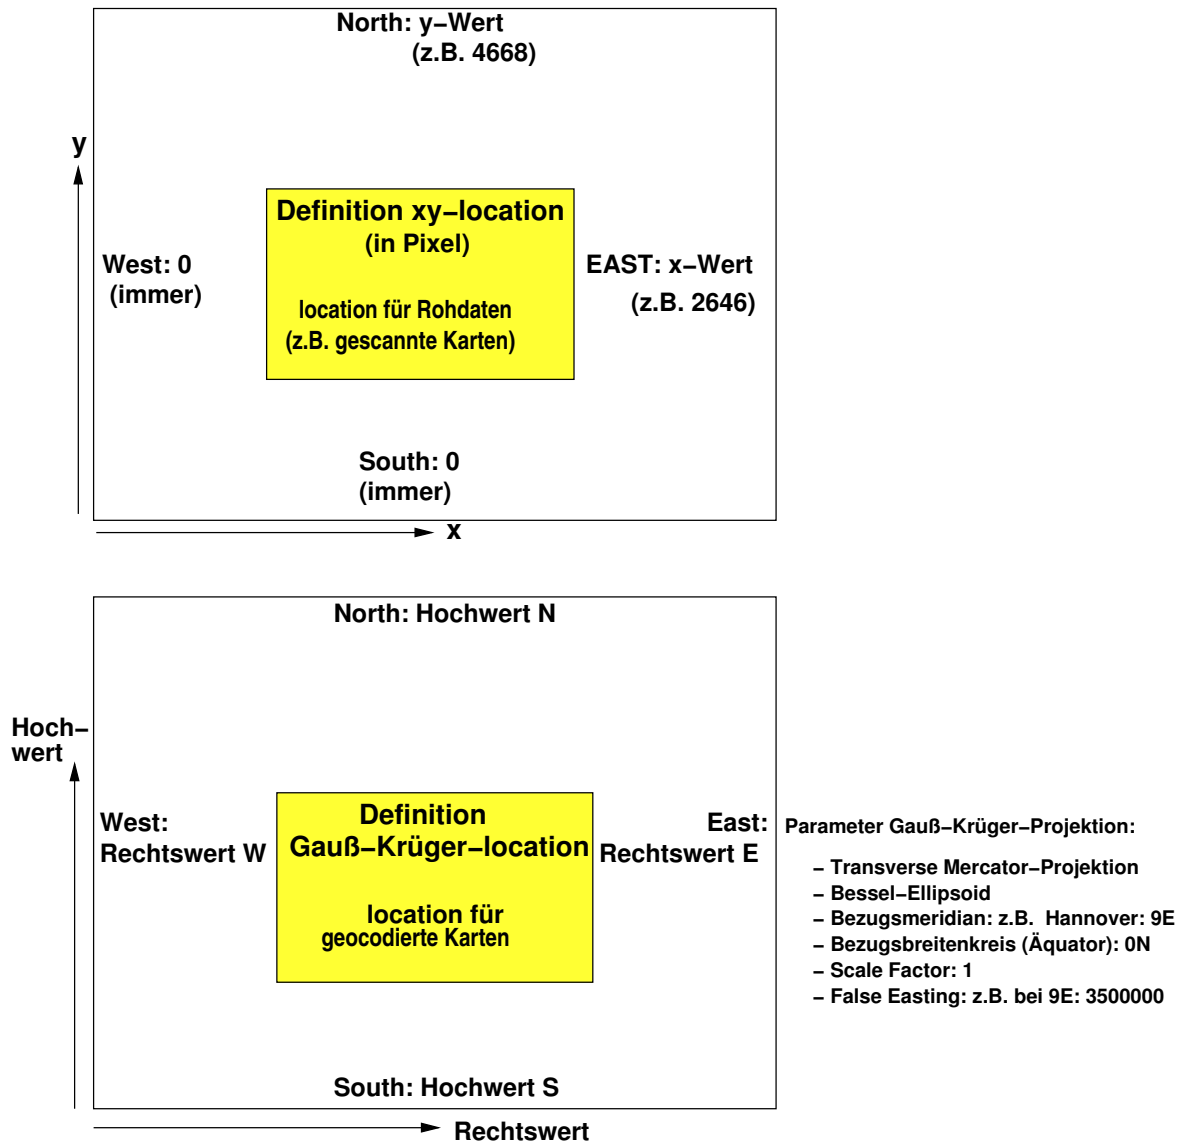 North: y–Wert
(z.B. 4668)
y
Definition xy–location
(in Pixel)
West: 0
(immer)
EAST: x–Wert
(z.B. 2646)
location für Rohdaten
(z.B. gescannte Karten)
South: 0
(immer)
x
North: Hochwert N
Hoch–
wert
West:
Rechtswert W
Definition
Gauß–Krüger–location
East:
Rechtswert E
location für
geocodierte Karten
Parameter Gauß–Krüger–Projektion:
– Transverse Mercator–Projektion
– Bessel–Ellipsoid
– Bezugsmeridian: z.B. Hannover: 9E
– Bezugsbreitenkreis (Äquator): 0N
– Scale Factor: 1
– False Easting: z.B. bei 9E: 3500000
South: Hochwert S
Rechtswert